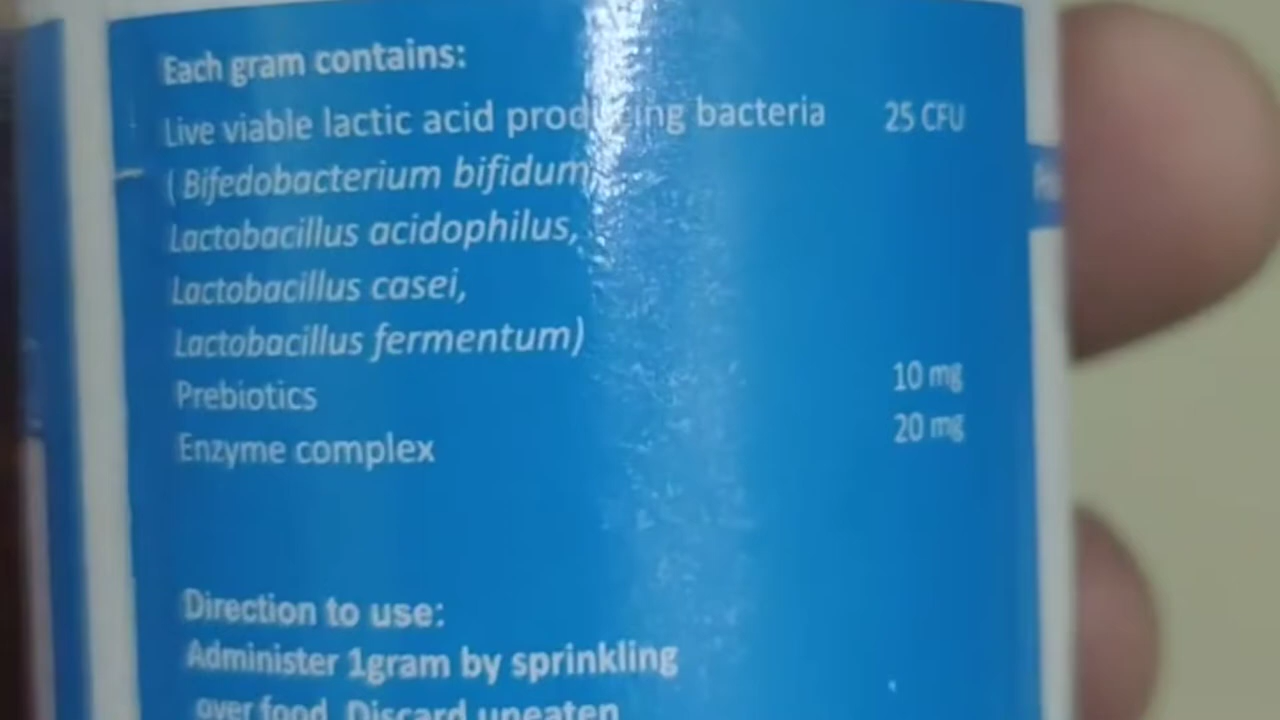 Each gram contains:
Live viable lactic acid producing bacteria 25 CFU
( Bifedobacterium bifidum
Lactobacillus acidophilus,
Lactobacillus casei,
Lactobacillus fermentum)
Prebiotics 10 mg
Enzyme complex 20 mg
Direction to use:
Administer 1gram by sprinkling
over food. Discard uneaten